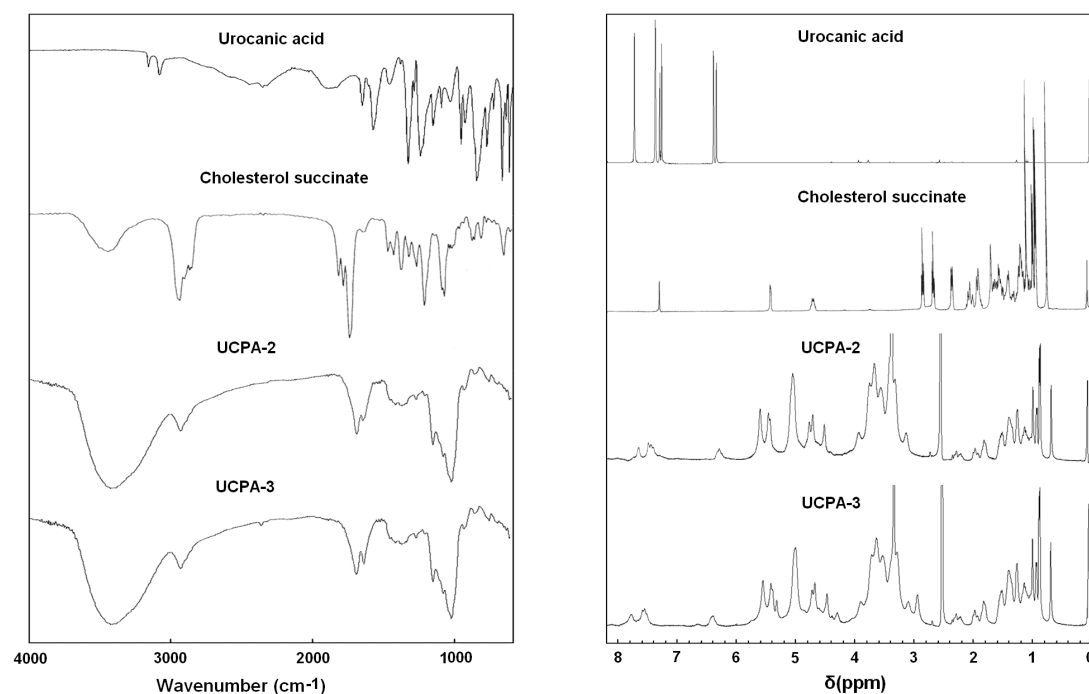 Urocanic acid
Cholesterol succinate
UCPA-2
UCPA-3
4000 3000 2000 1000
Wavenumber (cm-1)
Urocanic acid
Cholesterol succinate
UCPA-2
UCPA-3
8 7 6 5 4 3 2 1 0
δ(ppm)